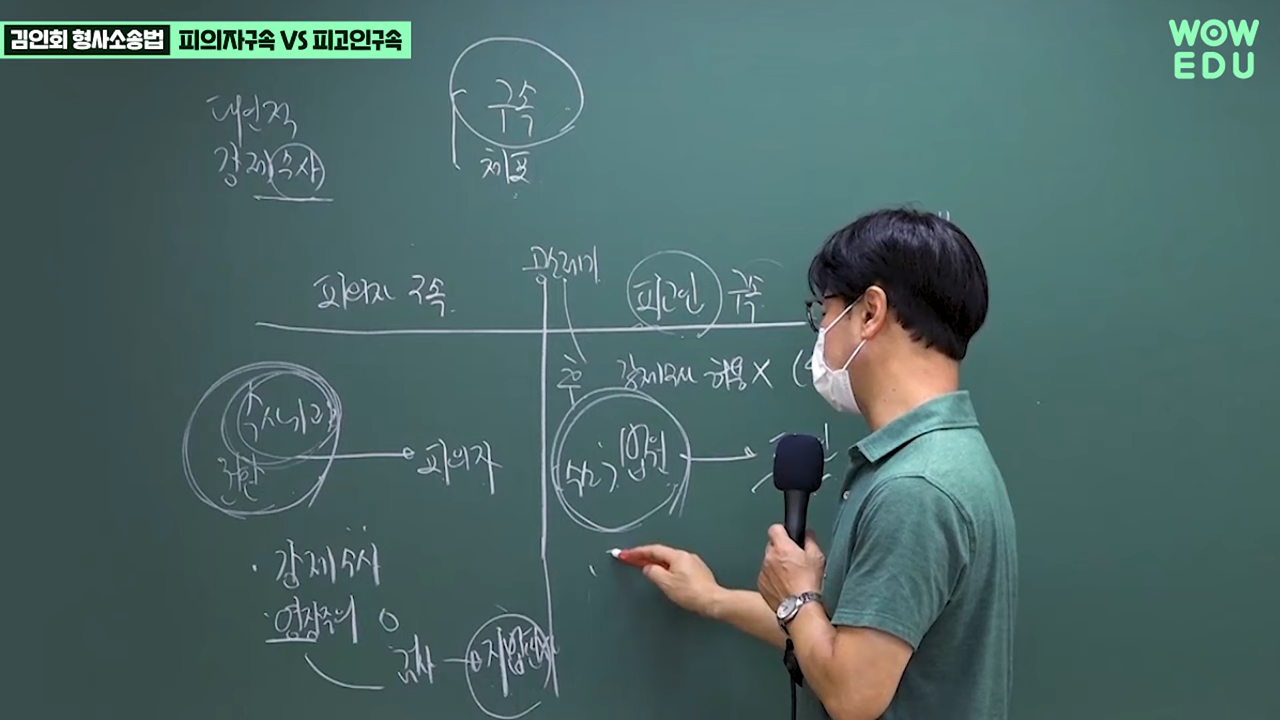 김인회 형사소송법 피의자구속 VS 피고인구속
WOW
EDU
대인적
강제수사
구속
체포
공소제기
피의자 구속
피고인 구속
후 강제수사 허용 X
수사기관
피의자
법원
강제수사
영장주의 O
검사
지법판사